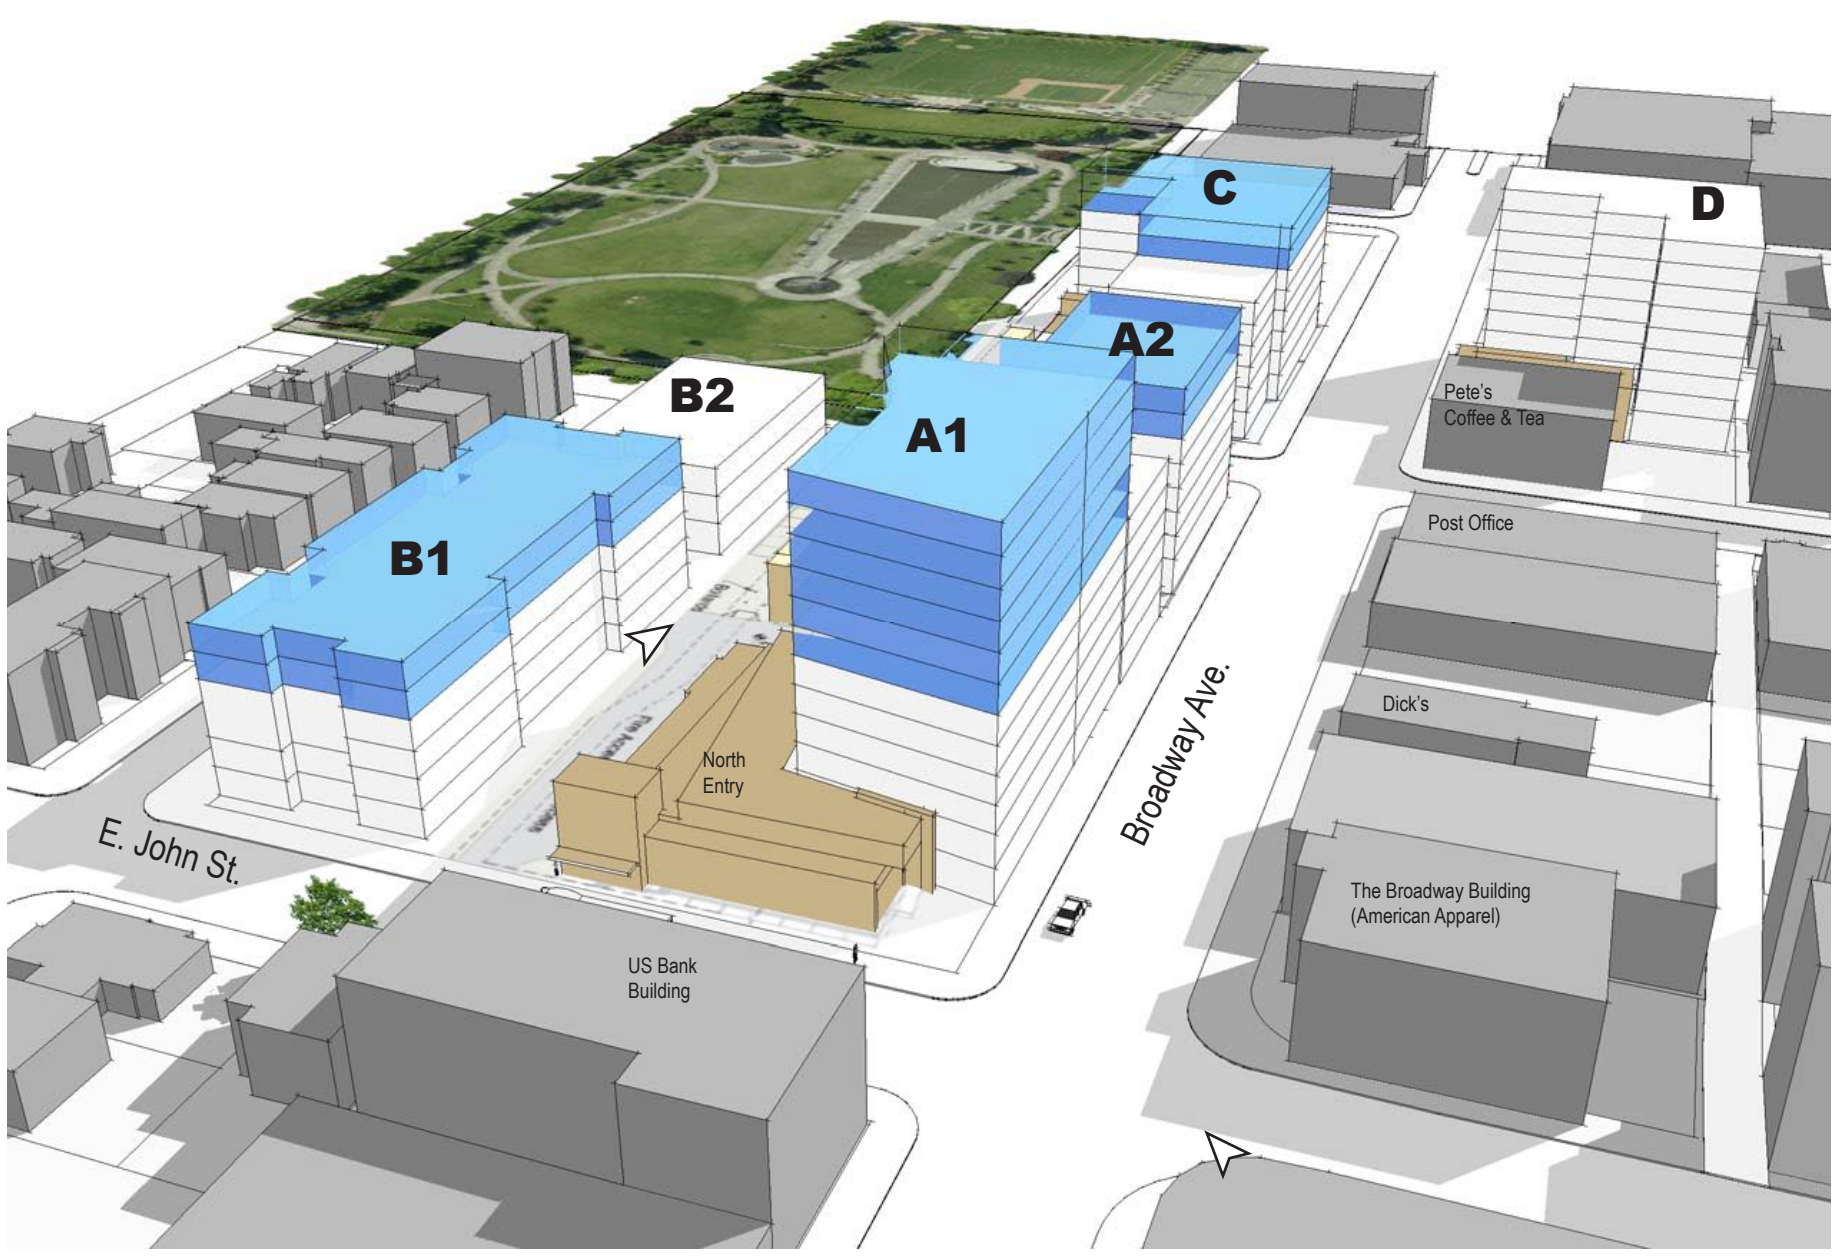 C
D
A2
Pete's
Coffee & Tea
B2
A1
Post Office
B1
Dick's
North
Entry
Broadway Ave.
E. John St.
The Broadway Building
(American Apparel)
US Bank
Building